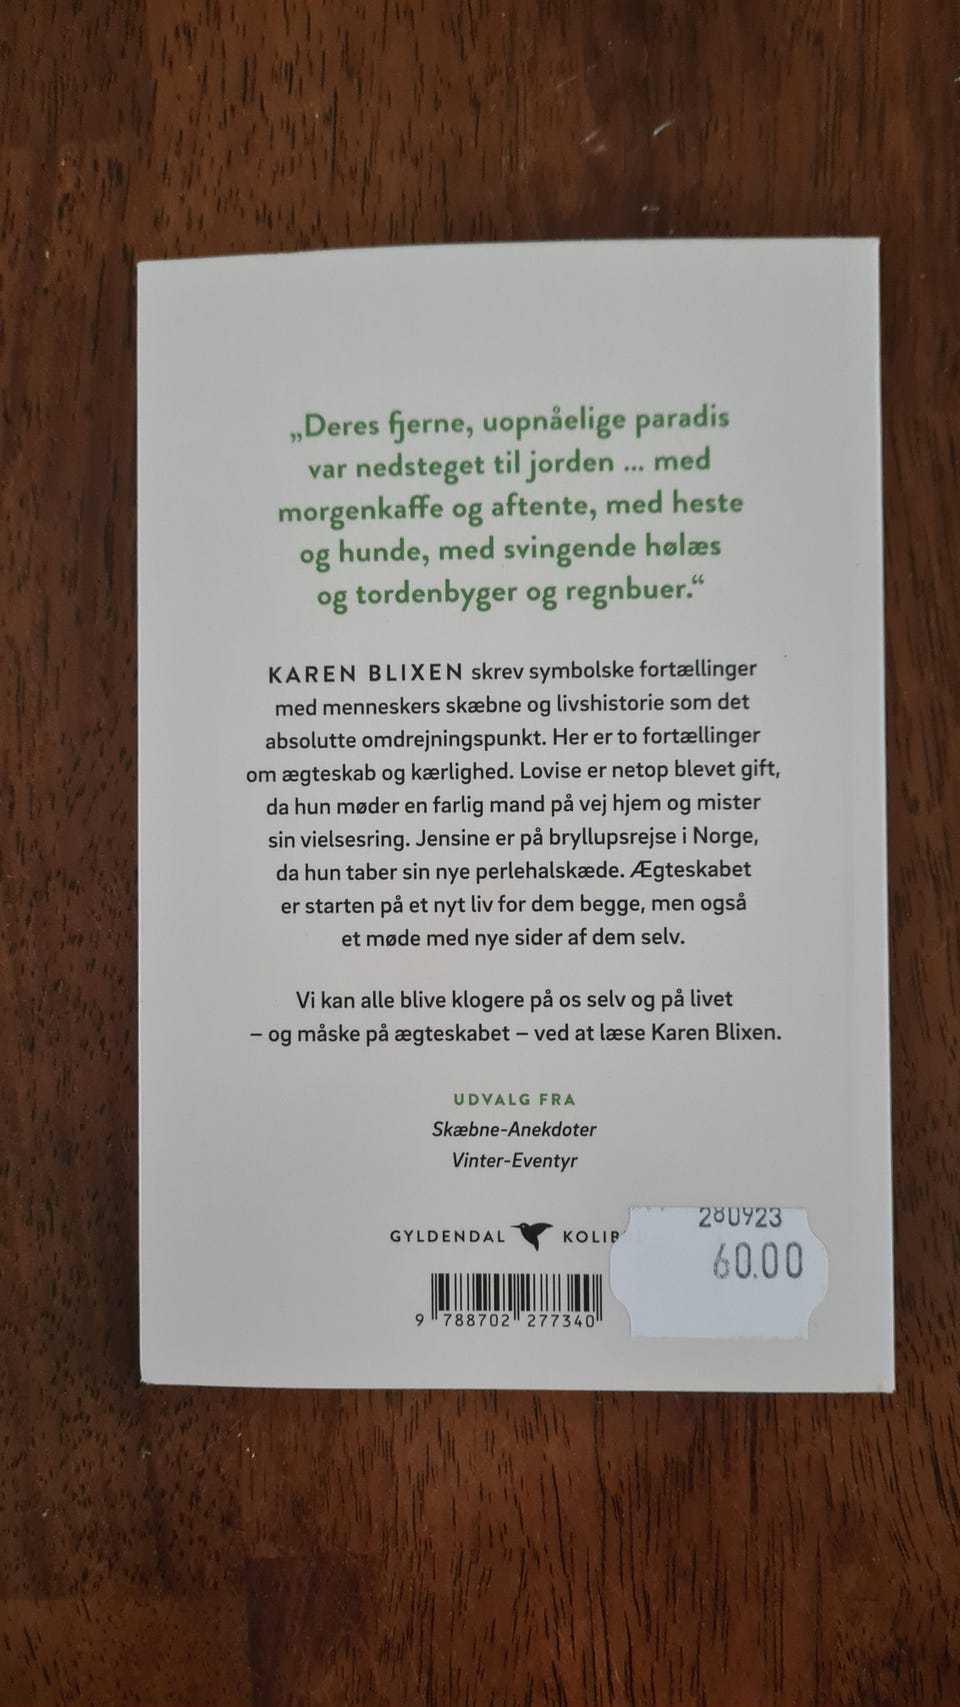 „Deres fjerne, uopnåelige paradis
var nedsteget til jorden ... med
morgenkaffe og aftente, med heste
og hunde, med svingende hølæs
og tordenbyger og regnbuer.“
KAREN BLIXEN skrev symbolske fortællinger
med menneskers skæbne og livshistorie som det
absolutte omdrejningspunkt. Her er to fortællinger
om ægteskab og kærlighed. Lovise er netop blevet gift,
da hun møder en farlig mand på vej hjem og mister
sin vielsesring. Jensine er på bryllupsrejse i Norge,
da hun taber sin nye perlehalskæde. Ægteskabet
er starten på et nyt liv for dem begge, men også
et møde med nye sider af dem selv.
Vi kan alle blive klogere på os selv og på livet
– og måske på ægteskabet – ved at læse Karen Blixen.
UDVALG FRA
Skæbne-Anekdoter
Vinter-Eventyr
GYLDENDAL KOLIB
280923
60.00
9 788702 277340